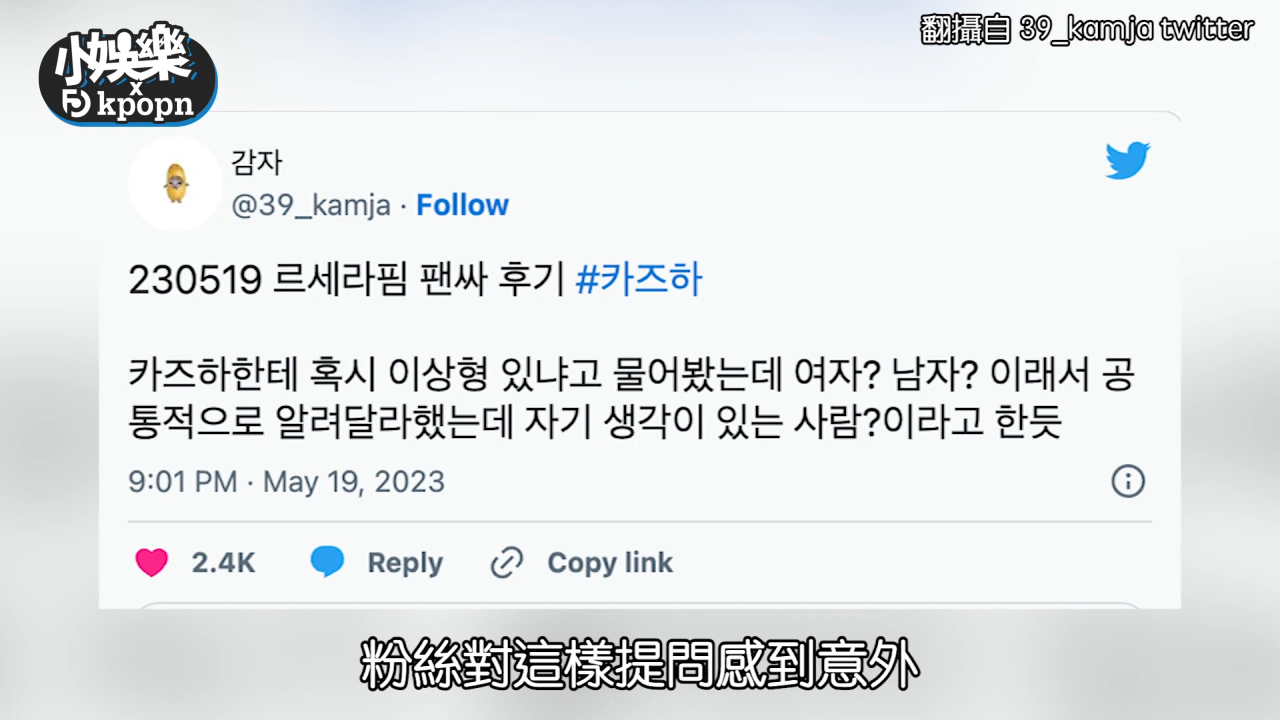 小娛樂
x
kpopn
翻攝自 39_kamja twitter
감자
@39_kamja · Follow
230519 르세라핌 팬싸 후기 #카즈하
카즈하한테 혹시 이상형 있냐고 물어봤는데 여자? 남자? 이래서 공
통적으로 알려달라했는데 자기 생각이 있는 사람?이라고 한듯
9:01 PM · May 19, 2023
2.4K Reply Copy link
粉絲對這樣提問感到意外